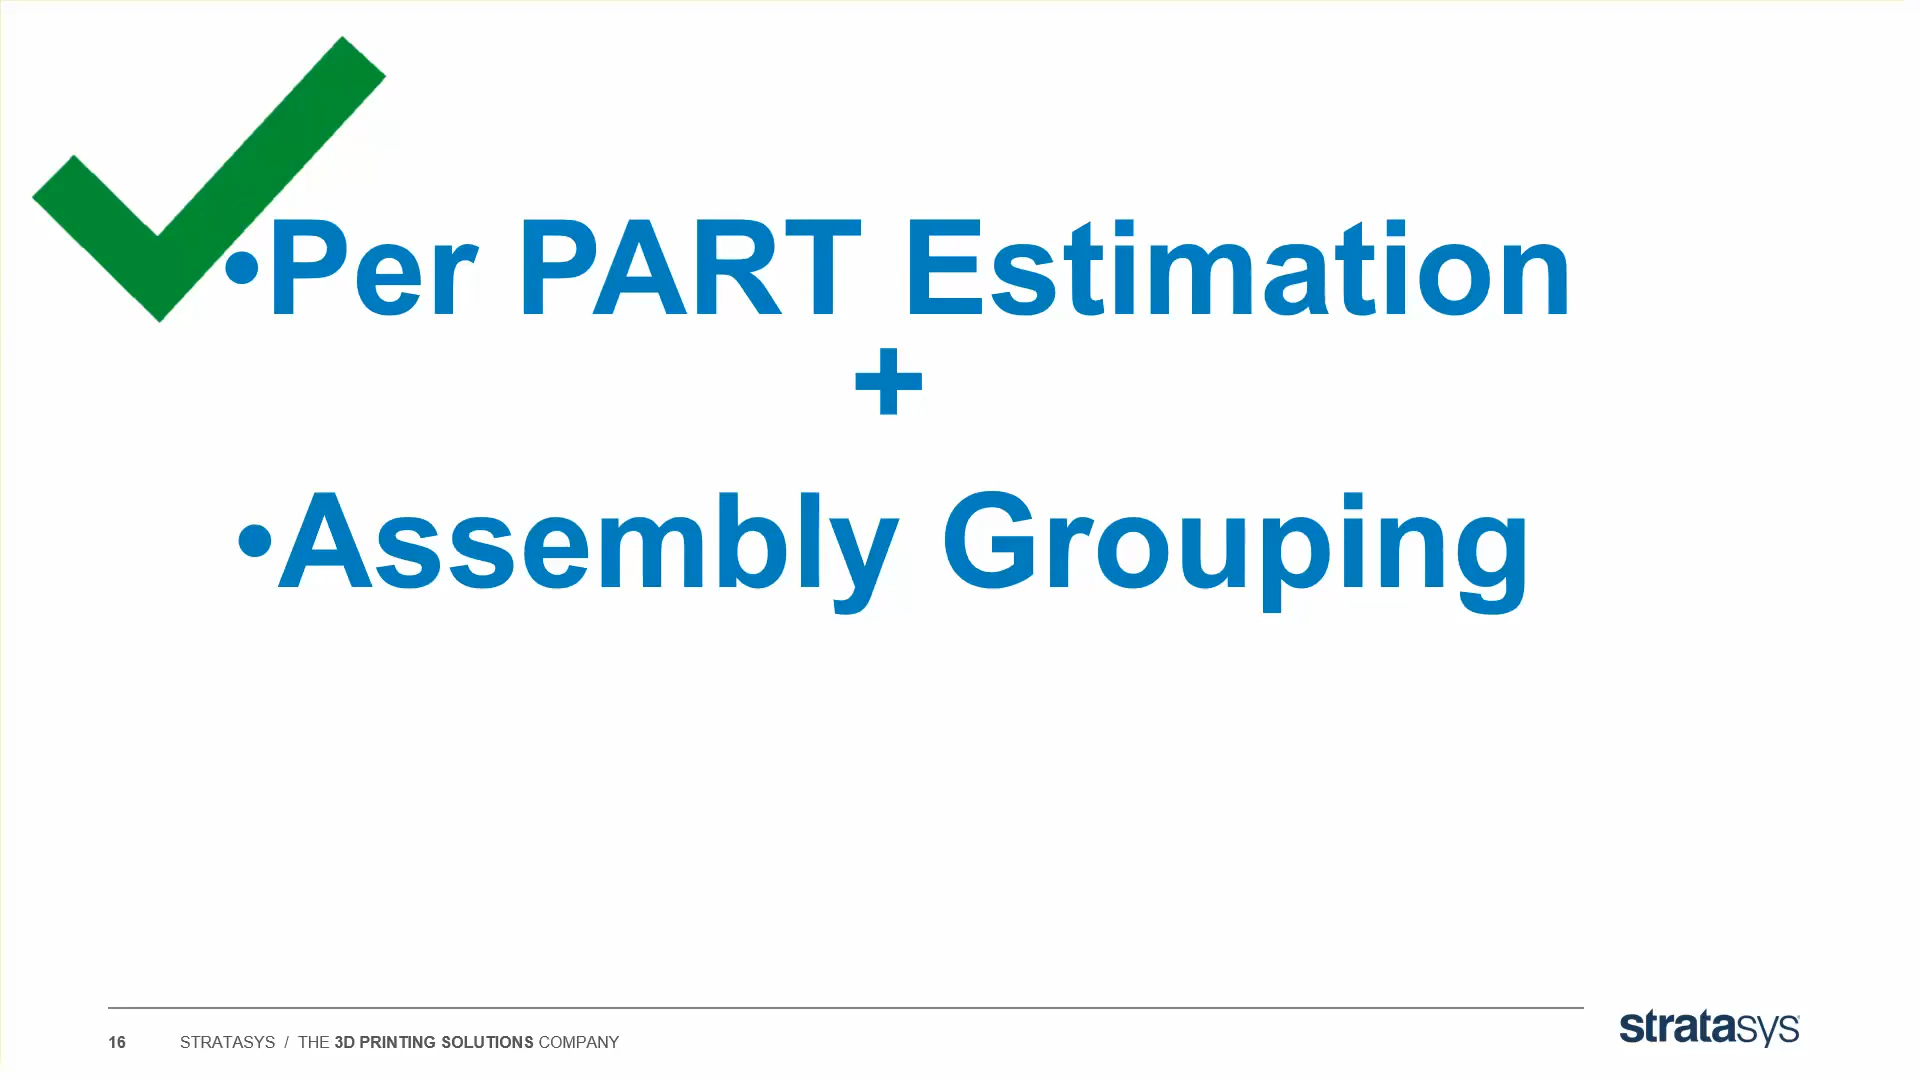 •Per PART Estimation
+
•Assembly Grouping
16 STRATASYS / THE 3D PRINTING SOLUTIONS COMPANY
stratasys